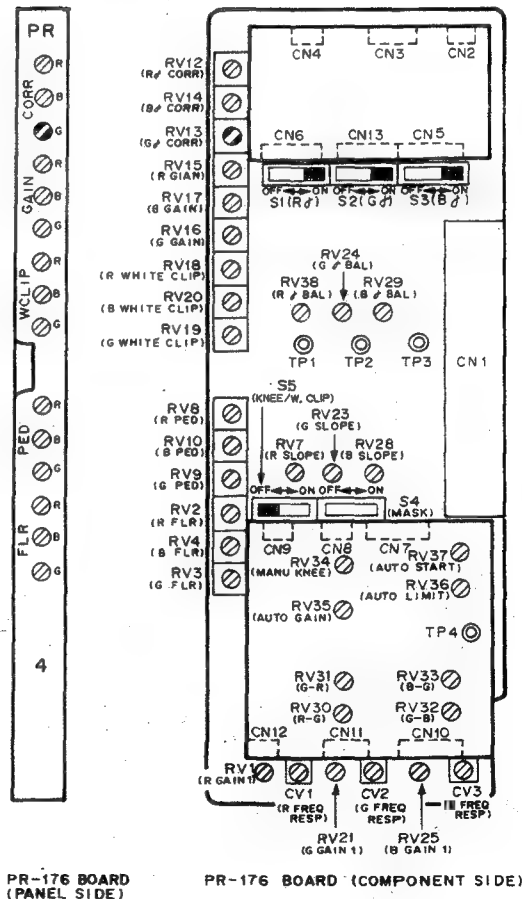 PR
CORR
R
B
G
GAIN
R
B
G
WCLIP
R
B
G
PED
R
B
G
FLR
R
B
G
4
PR-176 BOARD
(PANEL SIDE)
RV12
(R♂ CORR)
RV14
(B♂ CORR)
RV13
(G♂ CORR)
RV15
(R GIAN)
RV17
(B GAIN)
RV16
(G GAIN)
RV18
(R WHITE CLIP)
RV20
(B WHITE CLIP)
RV19
(G WHITE CLIP)
RV8
(R PED)
RV10
(B PED)
RV9
(G PED)
RV2
(R FLR)
RV4
(B FLR)
RV3
(G FLR)
CN4 CN3 CN2
CN6 CN13 CN5
OFF↔ON OFF↔ON OFF↔ON
S1(R♂) S2(G♂) S3(B♂)
RV24
(G ♂ BAL)
RV38 RV29
(R ♂ BAL) (B ♂ BAL)
TP1 TP2 TP3
CN1
S5
(KNEE/W. CLIP)
RV23
(G SLOPE)
RV7 RV28
(R SLOPE) (B SLOPE)
OFF↔ON OFF↔ON
S4
(MASK)
CN9 CN8 CN7
RV34
(MANU KNEE)
RV37
(AUTO START)
RV36
(AUTO LIMIT)
RV35
(AUTO GAIN)
TP4
RV31 RV33
(G-R) (B-G)
RV30 RV32
(R-G) (G-B)
CN12 CN11 CN10
RV1
(R GAIN1)
CV1 CV2 CV3
(R FREQ RESP)
(G FREQ RESP)
FREQ RESP)
RV21
(G GAIN 1)
RV25
(B GAIN 1)
PR-176 BOARD (COMPONENT SIDE)